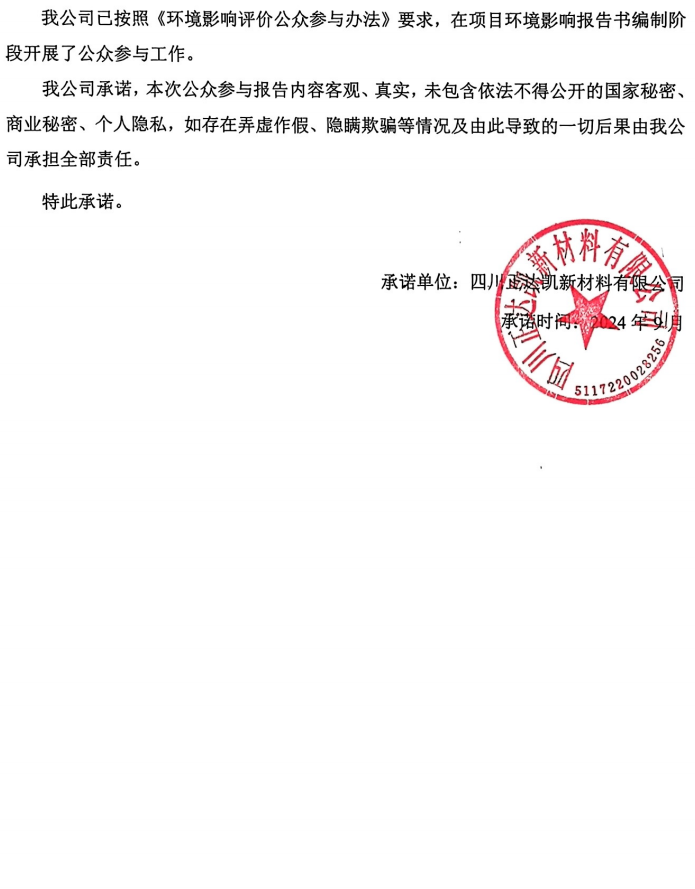 我公司已按照《环境影响评价公众参与办法》要求，在项目环境影响报告书编制阶
段开展了公众参与工作。
我公司承诺，本次公众参与报告内容客观、真实，未包含依法不得公开的国家秘密、
商业秘密、个人隐私，如存在弄虚作假、隐瞒欺骗等情况及由此导致的一切后果由我公
司承担全部责任。
特此承诺。
承诺单位：四川正达凯新材料有限公司
承诺时间：2024 年 9 月
四川正达凯新材料有限公司
5117220028256